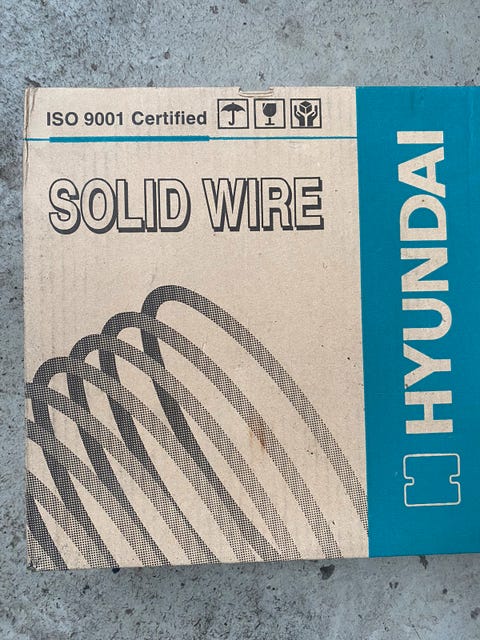 ISO 9001 Certified
SOLID WIRE
HYUNDAI